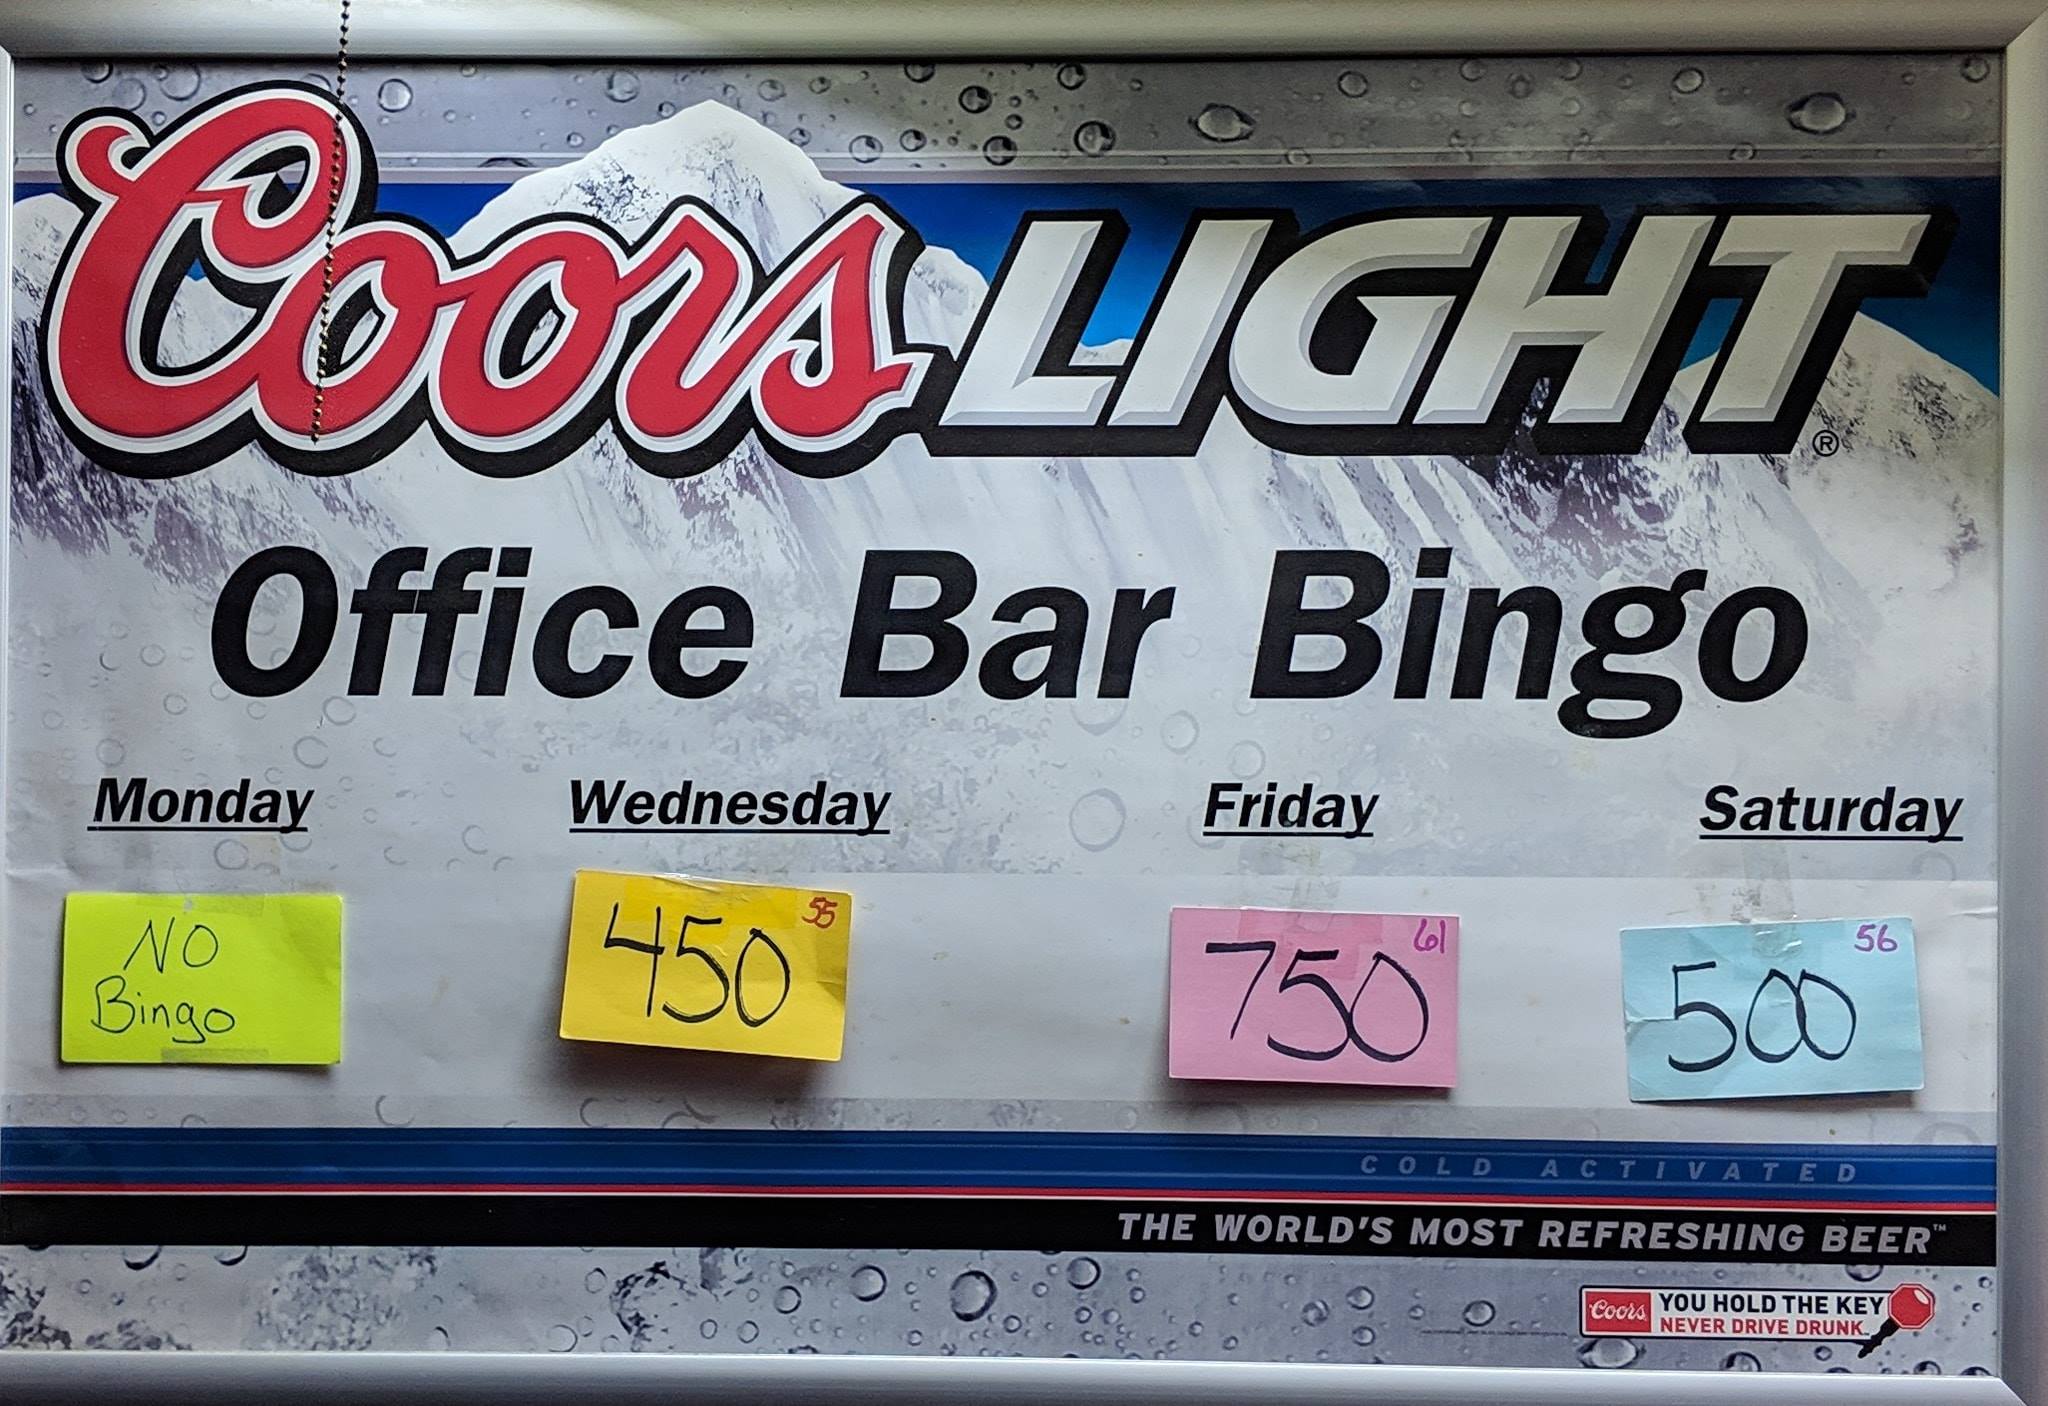 Coors LIGHT®
Office Bar Bingo
Monday Wednesday Friday Saturday
NO
Bingo
450 55
750 61
500 56
COLD ACTIVATED
THE WORLD'S MOST REFRESHING BEER™
Coors YOU HOLD THE KEY
NEVER DRIVE DRUNK